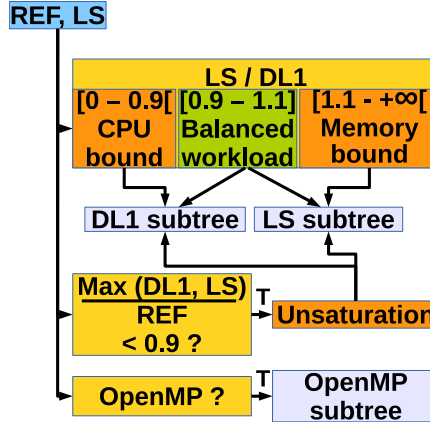 REF, LS
LS / DL1
[0 – 0.9[
CPU
bound
[0.9 – 1.1]
Balanced
workload
[1.1 - +∞[
Memory
bound
DL1 subtree
LS subtree
Max (DL1, LS)
REF
< 0.9 ?
T
Unsaturation
OpenMP ?
T
OpenMP
subtree